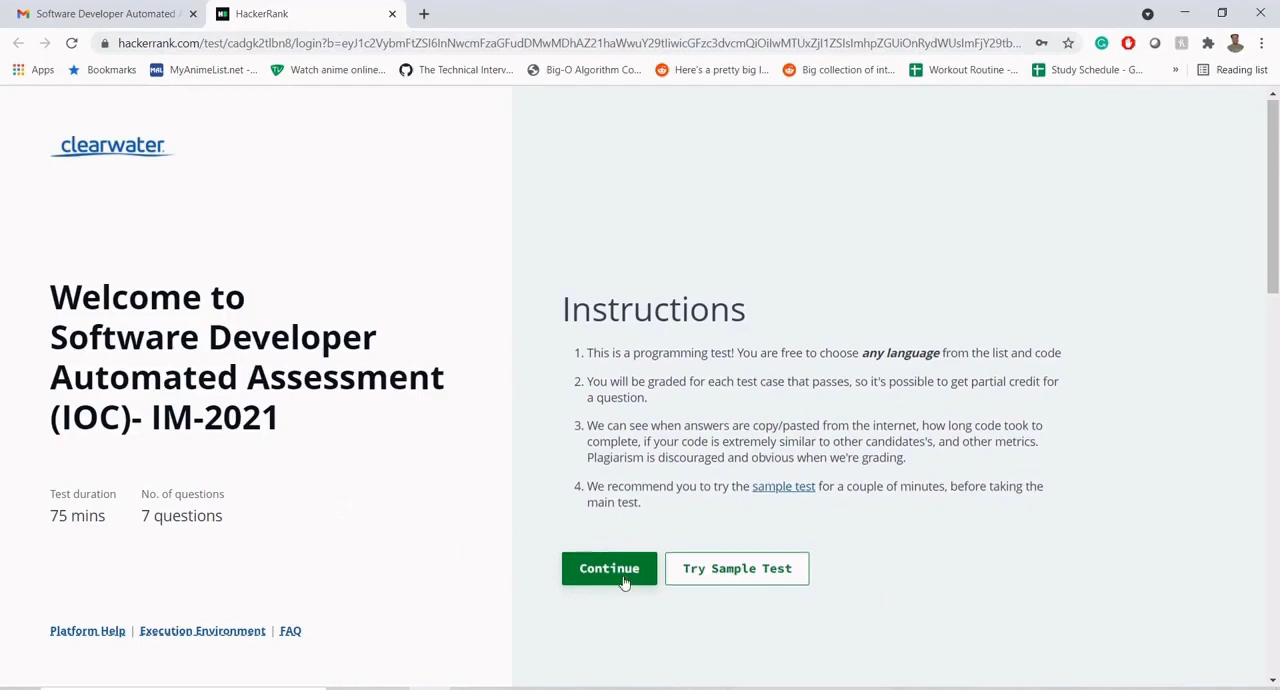 Software Developer Automated A
HackerRank
Apps
Bookmarks
MAL MyAnimeList.net -...
Watch anime online...
The Technical Interv...
Big-O Algorithm Co...
Here's a pretty big l...
Big collection of int...
Workout Routine -...
Study Schedule - G...
»
Reading list
clearwater
Welcome to
Software Developer
Automated Assessment
(IOC)- IM-2021
Test duration
No. of questions
75 mins
7 questions
Platform Help | Execution Environment | FAQ
Instructions
1. This is a programming test! You are free to choose any language from the list and code
2. You will be graded for each test case that passes, so it's possible to get partial credit for
a question.
3. We can see when answers are copy/pasted from the internet, how long code took to
complete, if your code is extremely similar to other candidates's, and other metrics.
Plagiarism is discouraged and obvious when we're grading.
4. We recommend you to try the sample test for a couple of minutes, before taking the
main test.
Continue
Try Sample Test